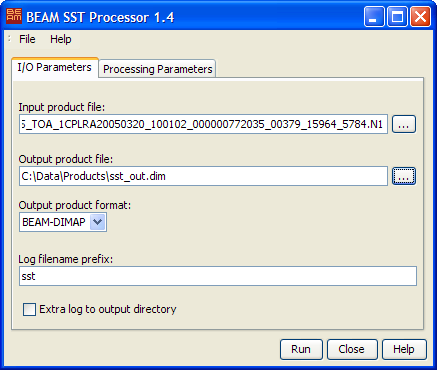 BEAM SST Processor 1.4
File Help
I/O Parameters Processing Parameters
Input product file:
S_TOA_1CPLRA20050320_100102_000000772035_00379_15964_5784.N1 ...
Output product file:
C:\Data\Products\sst_out.dim ...
Output product format:
BEAM-DIMAP
Log filename prefix:
sst
Extra log to output directory
Run Close Help